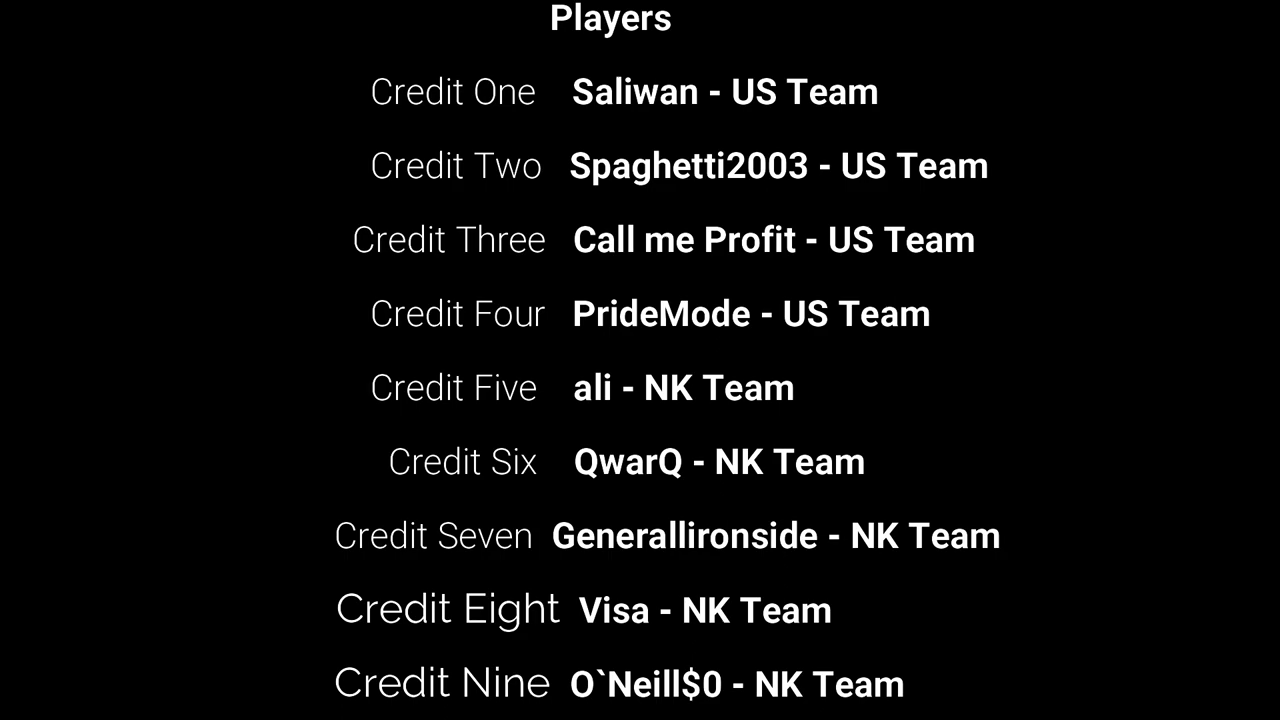 Players
Credit One Saliwan - US Team
Credit Two Spaghetti2003 - US Team
Credit Three Call me Profit - US Team
Credit Four PrideMode - US Team
Credit Five ali - NK Team
Credit Six QwarQ - NK Team
Credit Seven Generallironside - NK Team
Credit Eight Visa - NK Team
Credit Nine O`Neill$0 - NK Team